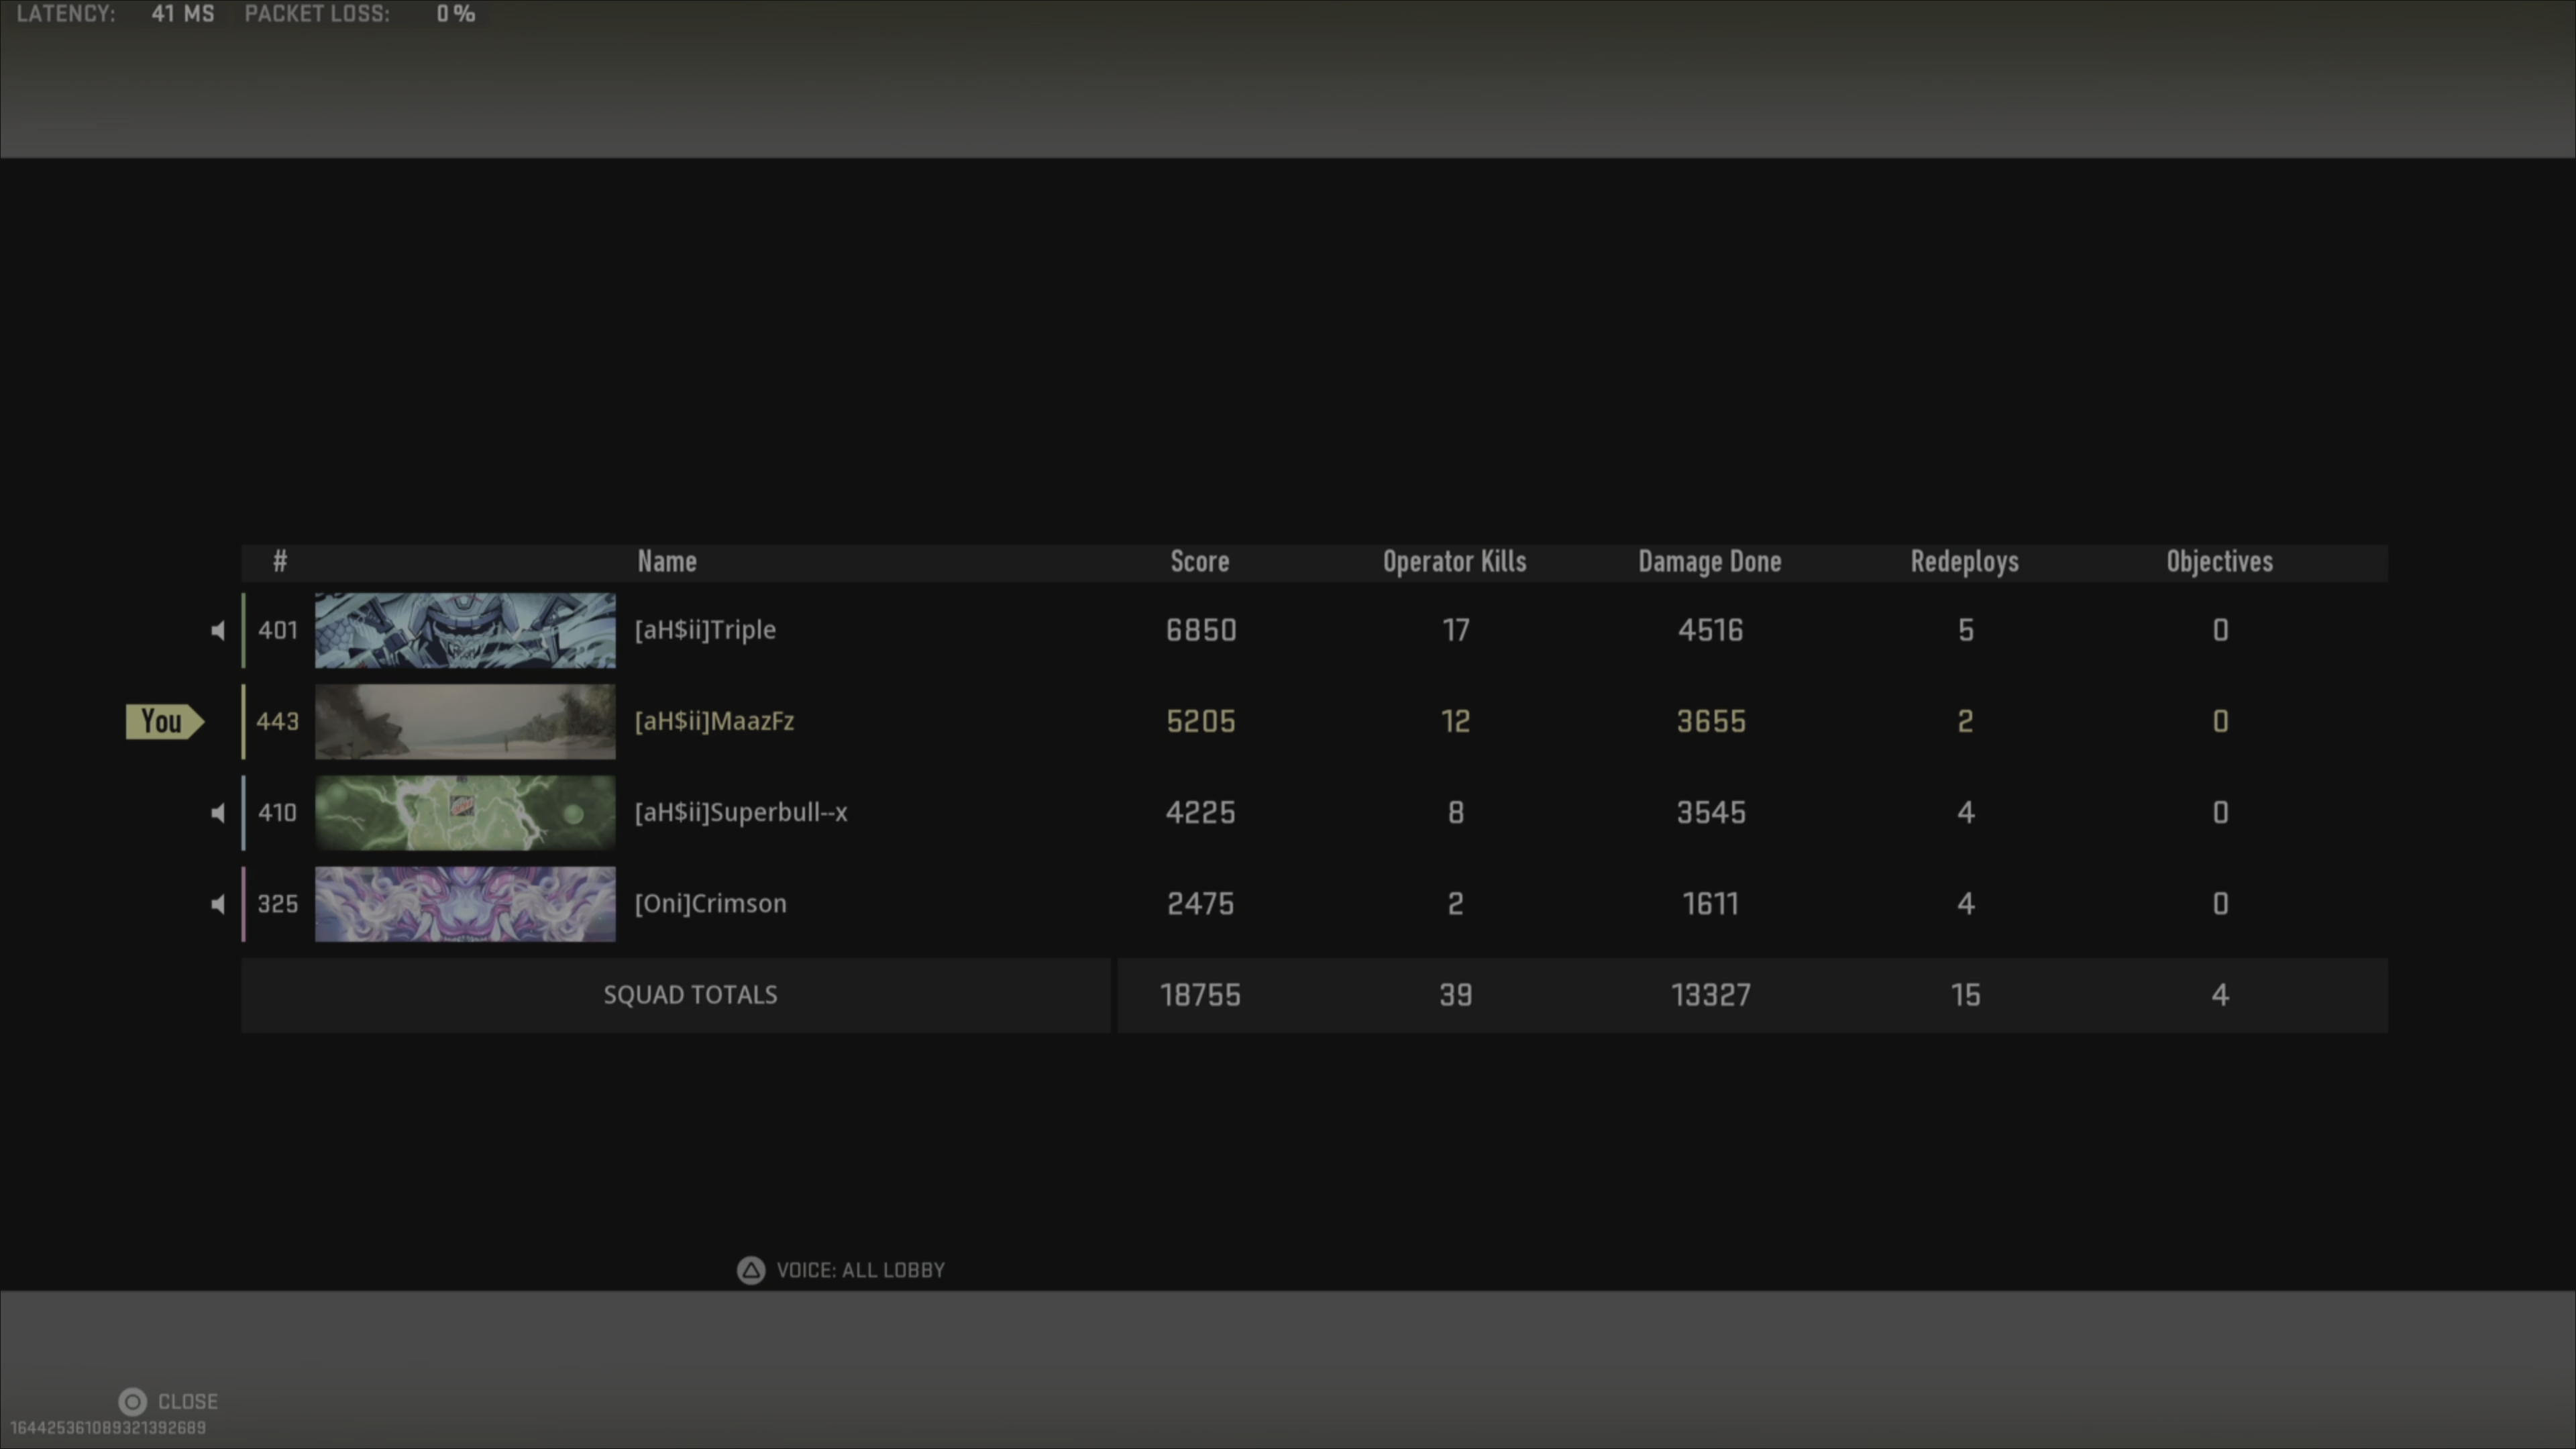 LATENCY: 41 MS PACKET LOSS: 0%
# Name Score Operator Kills Damage Done Redeploys Objectives
401 [aH$ii]Triple 6850 17 4516 5 0
You 443 [aH$ii]MaazFz 5205 12 3655 2 0
410 [aH$ii]Superbull--x 4225 8 3545 4 0
325 [Oni]Crimson 2475 2 1611 4 0
SQUAD TOTALS 18755 39 13327 15 4
VOICE: ALL LOBBY
CLOSE
16442536108932139​2689